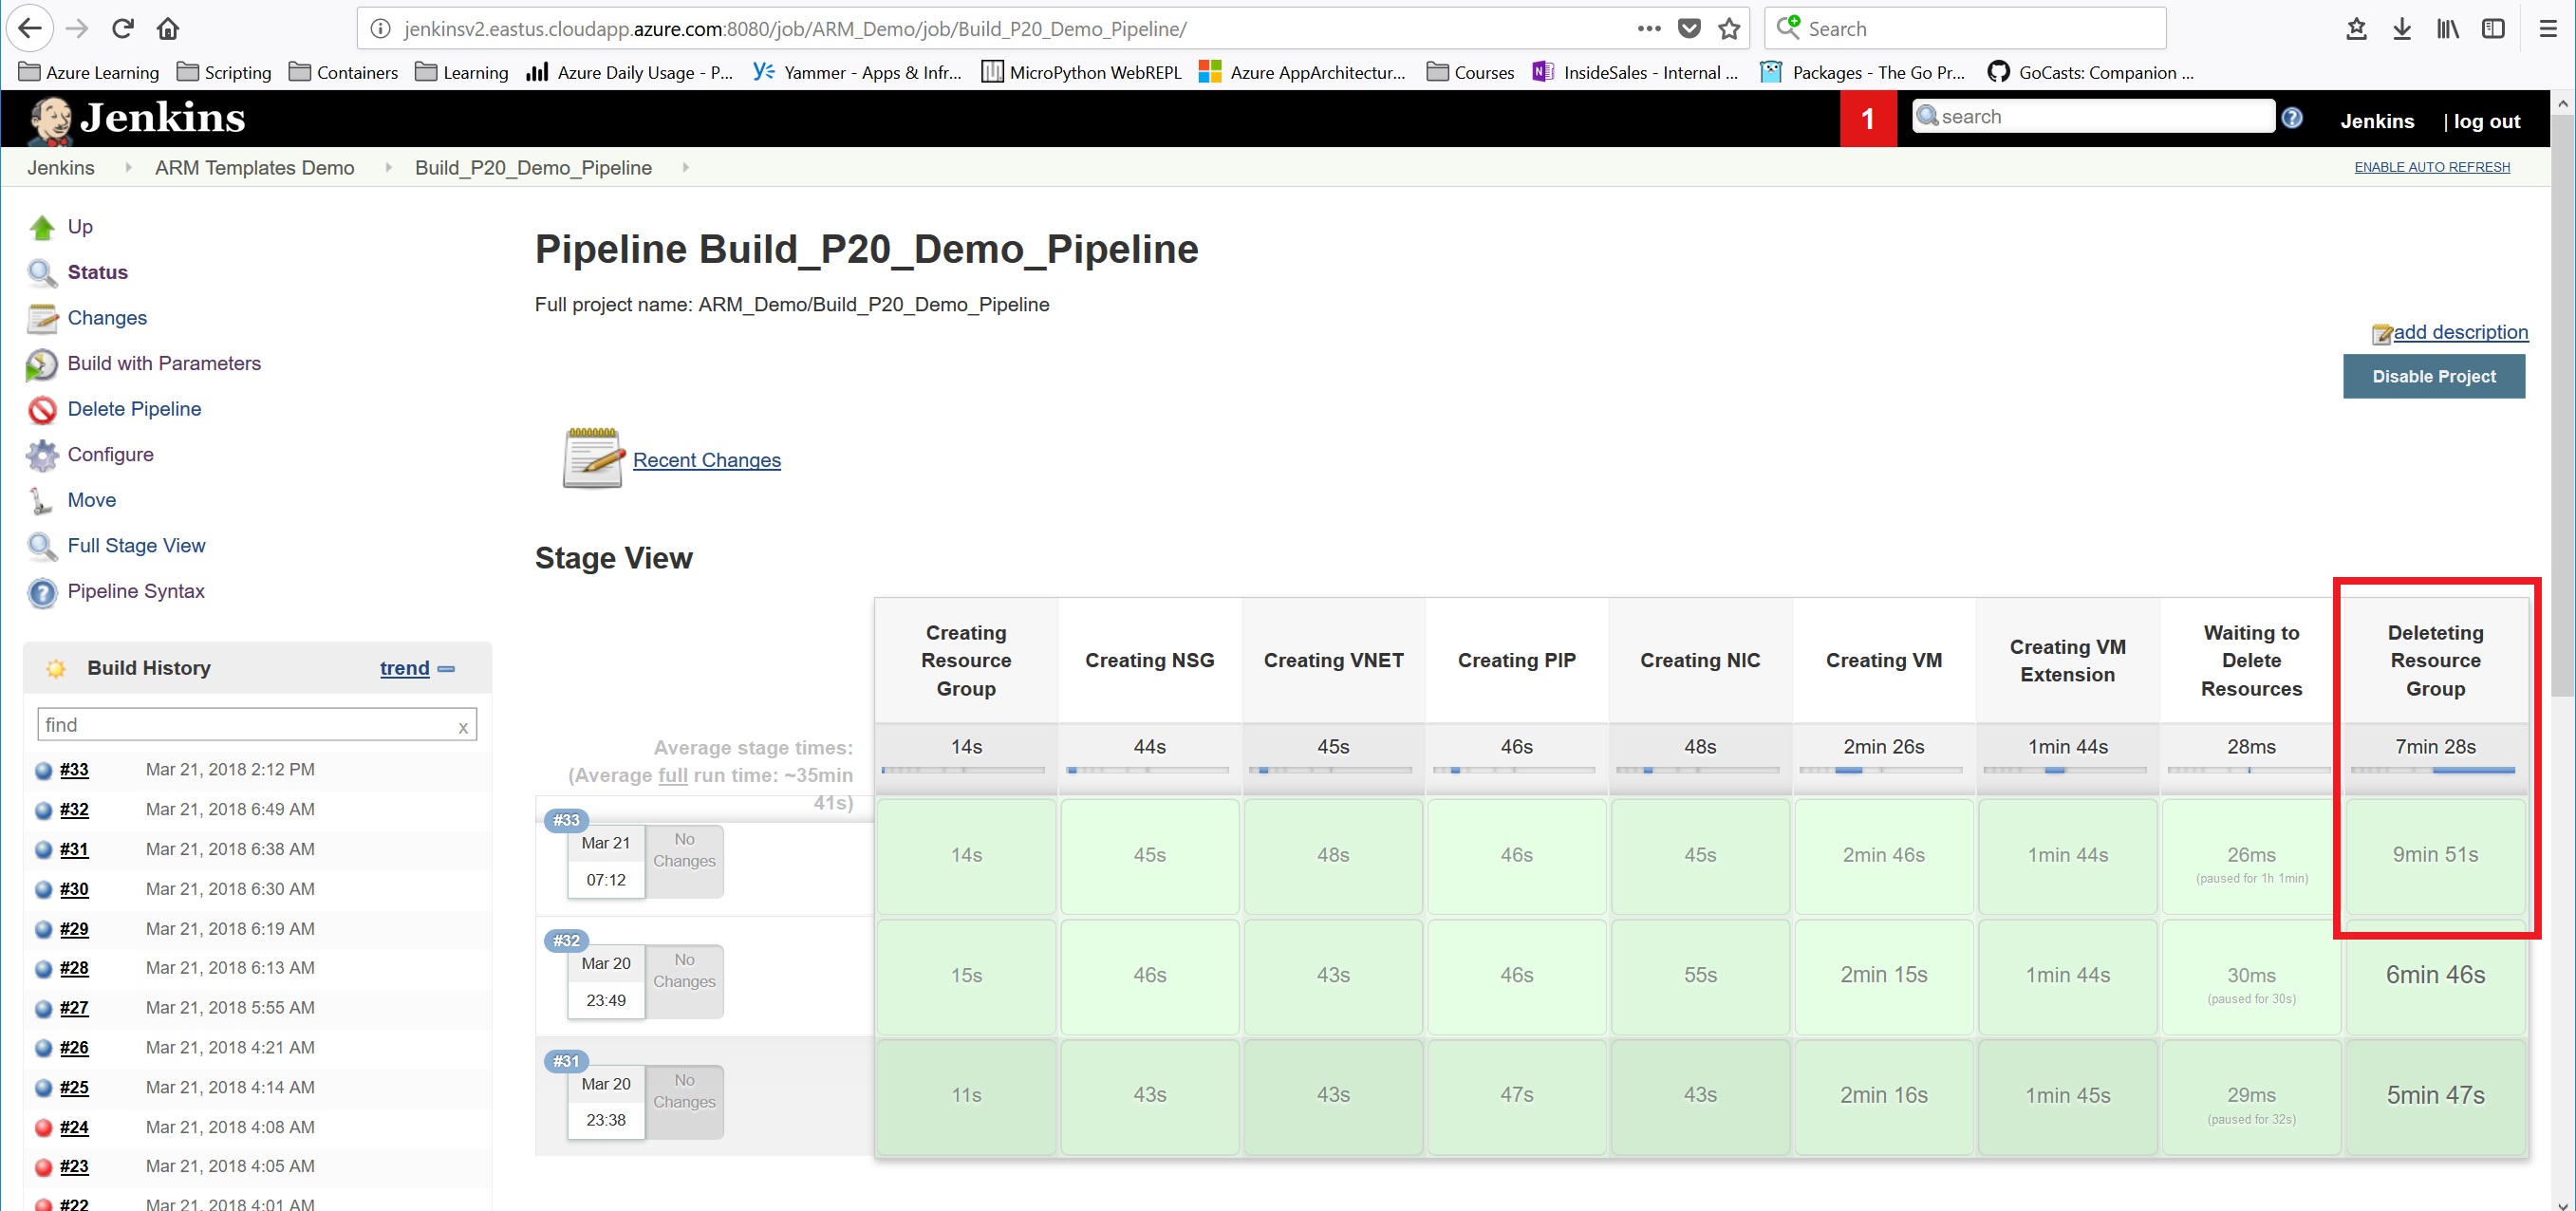 jenkinsv2.eastus.cloudapp.azure.com:8080/job/ARM_Demo/job/Build_P20_Demo_Pipeline/
Search
Azure Learning Scripting Containers Learning Azure Daily Usage - P... Yammer - Apps & Infr... MicroPython WebREPL Azure AppArchitectur... Courses InsideSales - Internal ... Packages - The Go Pr... GoCasts: Companion ...
Jenkins 1 search Jenkins | log out
Jenkins ARM Templates Demo Build_P20_Demo_Pipeline ENABLE AUTO REFRESH
Up
Status
Changes
Build with Parameters
Delete Pipeline
Configure
Move
Full Stage View
Pipeline Syntax
Build History trend
find x
#33 Mar 21, 2018 2:12 PM
#32 Mar 21, 2018 6:49 AM
#31 Mar 21, 2018 6:38 AM
#30 Mar 21, 2018 6:30 AM
#29 Mar 21, 2018 6:19 AM
#28 Mar 21, 2018 6:13 AM
#27 Mar 21, 2018 5:55 AM
#26 Mar 21, 2018 4:21 AM
#25 Mar 21, 2018 4:14 AM
#24 Mar 21, 2018 4:08 AM
#23 Mar 21, 2018 4:05 AM
#22 Mar 21, 2018 4:01 AM
Pipeline Build_P20_Demo_Pipeline
Full project name: ARM_Demo/Build_P20_Demo_Pipeline
add description
Disable Project
Recent Changes
Stage View
Creating
Resource
Group
Creating NSG
Creating VNET
Creating PIP
Creating NIC
Creating VM
Creating VM
Extension
Waiting to
Delete
Resources
Deleteting
Resource
Group
Average stage times:
(Average full run time: ~35min
41s)
14s 44s 45s 46s 48s 2min 26s 1min 44s 28ms 7min 28s
#33
Mar 21
07:12
No
Changes
14s 45s 48s 46s 45s 2min 46s 1min 44s 26ms 9min 51s
(paused for 1h 1min)
#32
Mar 20
23:49
No
Changes
15s 46s 43s 46s 55s 2min 15s 1min 44s 30ms 6min 46s
(paused for 30s)
#31
Mar 20
23:38
No
Changes
11s 43s 43s 47s 43s 2min 16s 1min 45s 29ms 5min 47s
(paused for 32s)